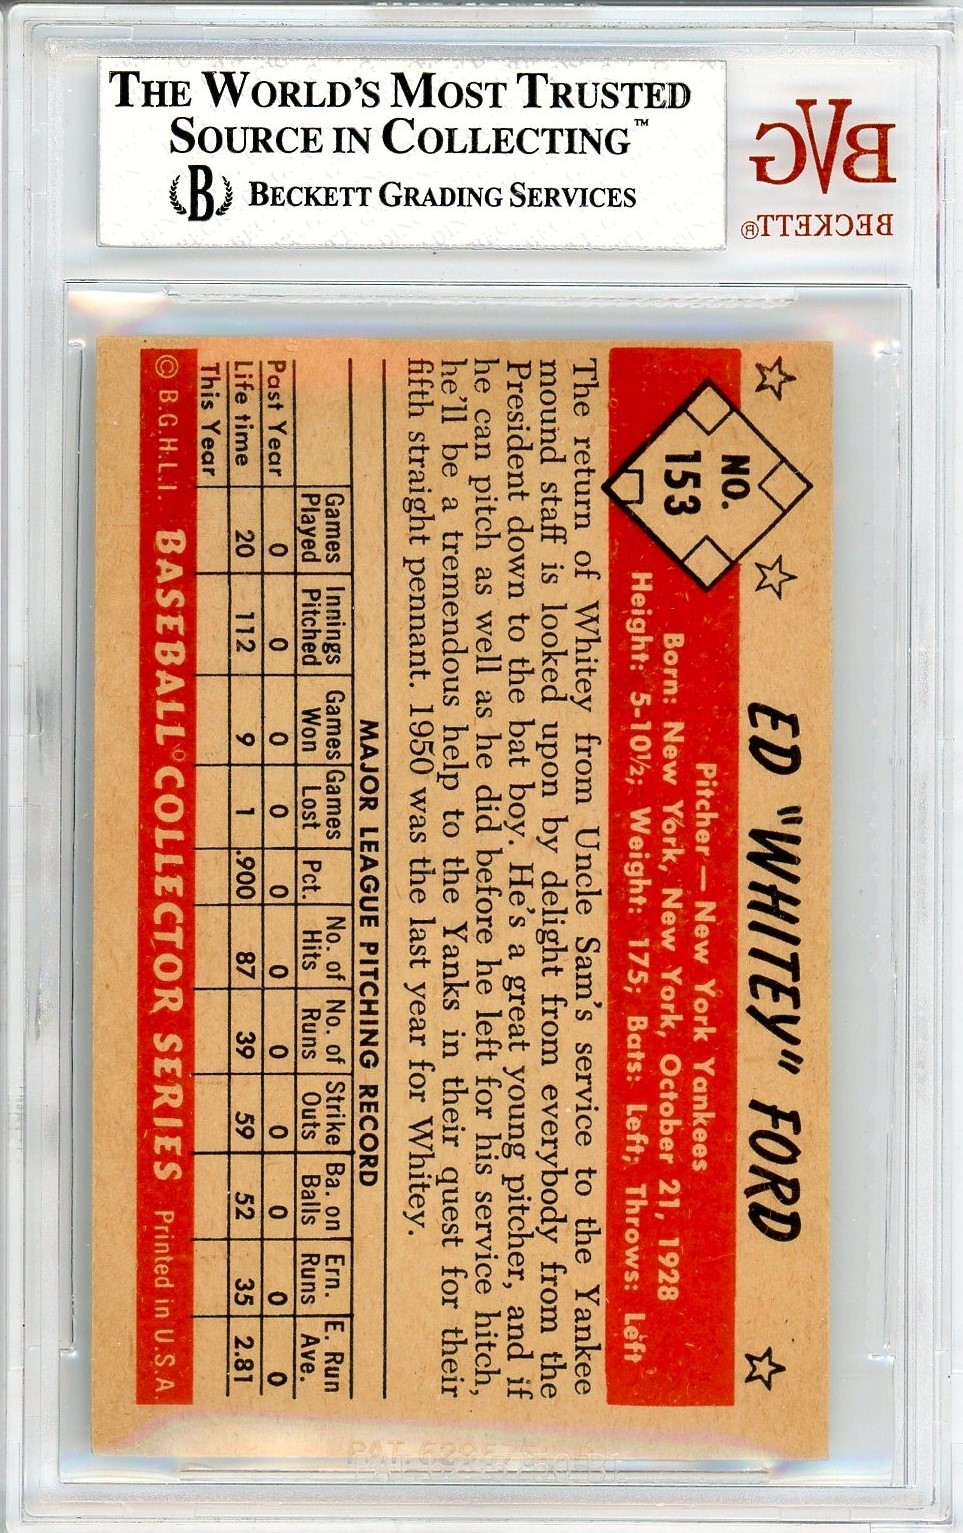 THE WORLD'S MOST TRUSTED
SOURCE IN COLLECTING™
B BECKETT GRADING SERVICES
BVG
BECKETT®
NO.
153
ED "WHITEY" FORD
Pitcher — New York Yankees
Born: New York, New York, October 21, 1928
Height: 5-10½; Weight: 175; Bats: Left; Throws: Left
The return of Whitey from Uncle Sam's service to the Yankee
mound staff is looked upon by delight from everybody from the
President down to the bat boy. He's a great young pitcher, and if
he can pitch as well as he did before he left for his service hitch,
he'll be a tremendous help to the Yanks in their quest for their
fifth straight pennant. 1950 was the last year for Whitey.
MAJOR LEAGUE PITCHING RECORD
Games Played Innings Pitched Games Won Games Lost Pct. No. of Hits No. of Runs Strike Outs Ba. on Balls Ern. Runs E. Run Ave.
Past Year 0 0 0 0 0 0 0 0 0 0 0
Life time 20 112 9 1 .900 87 39 59 52 35 2.81
This Year
© B.G.H.L.I. BASEBALL COLLECTOR SERIES Printed in U.S.A.